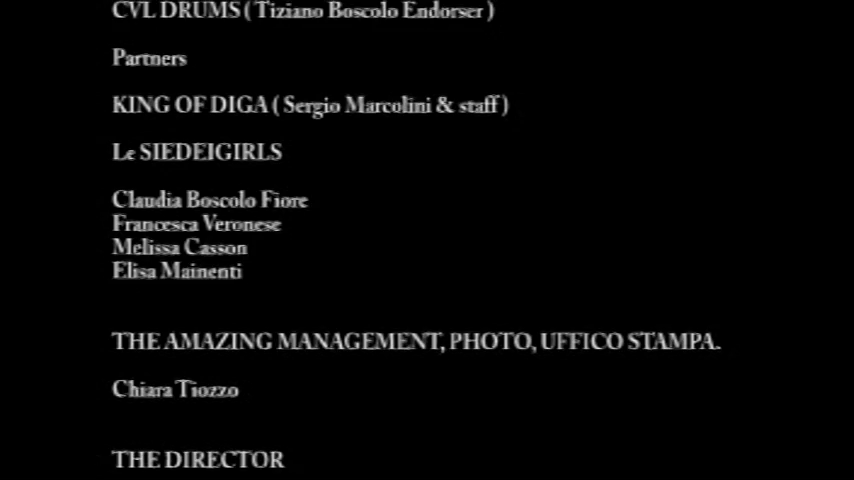 CVL DRUMS ( Tiziano Boscolo Endorser )
Partners
KING OF DIGA ( Sergio Marcolini & staff )
Le SIEDEIGIRLS
Claudia Boscolo Fiore
Francesca Veronese
Melissa Casson
Elisa Mainenti
THE AMAZING MANAGEMENT, PHOTO, UFFICO STAMPA.
Chiara Tiozzo
THE DIRECTOR